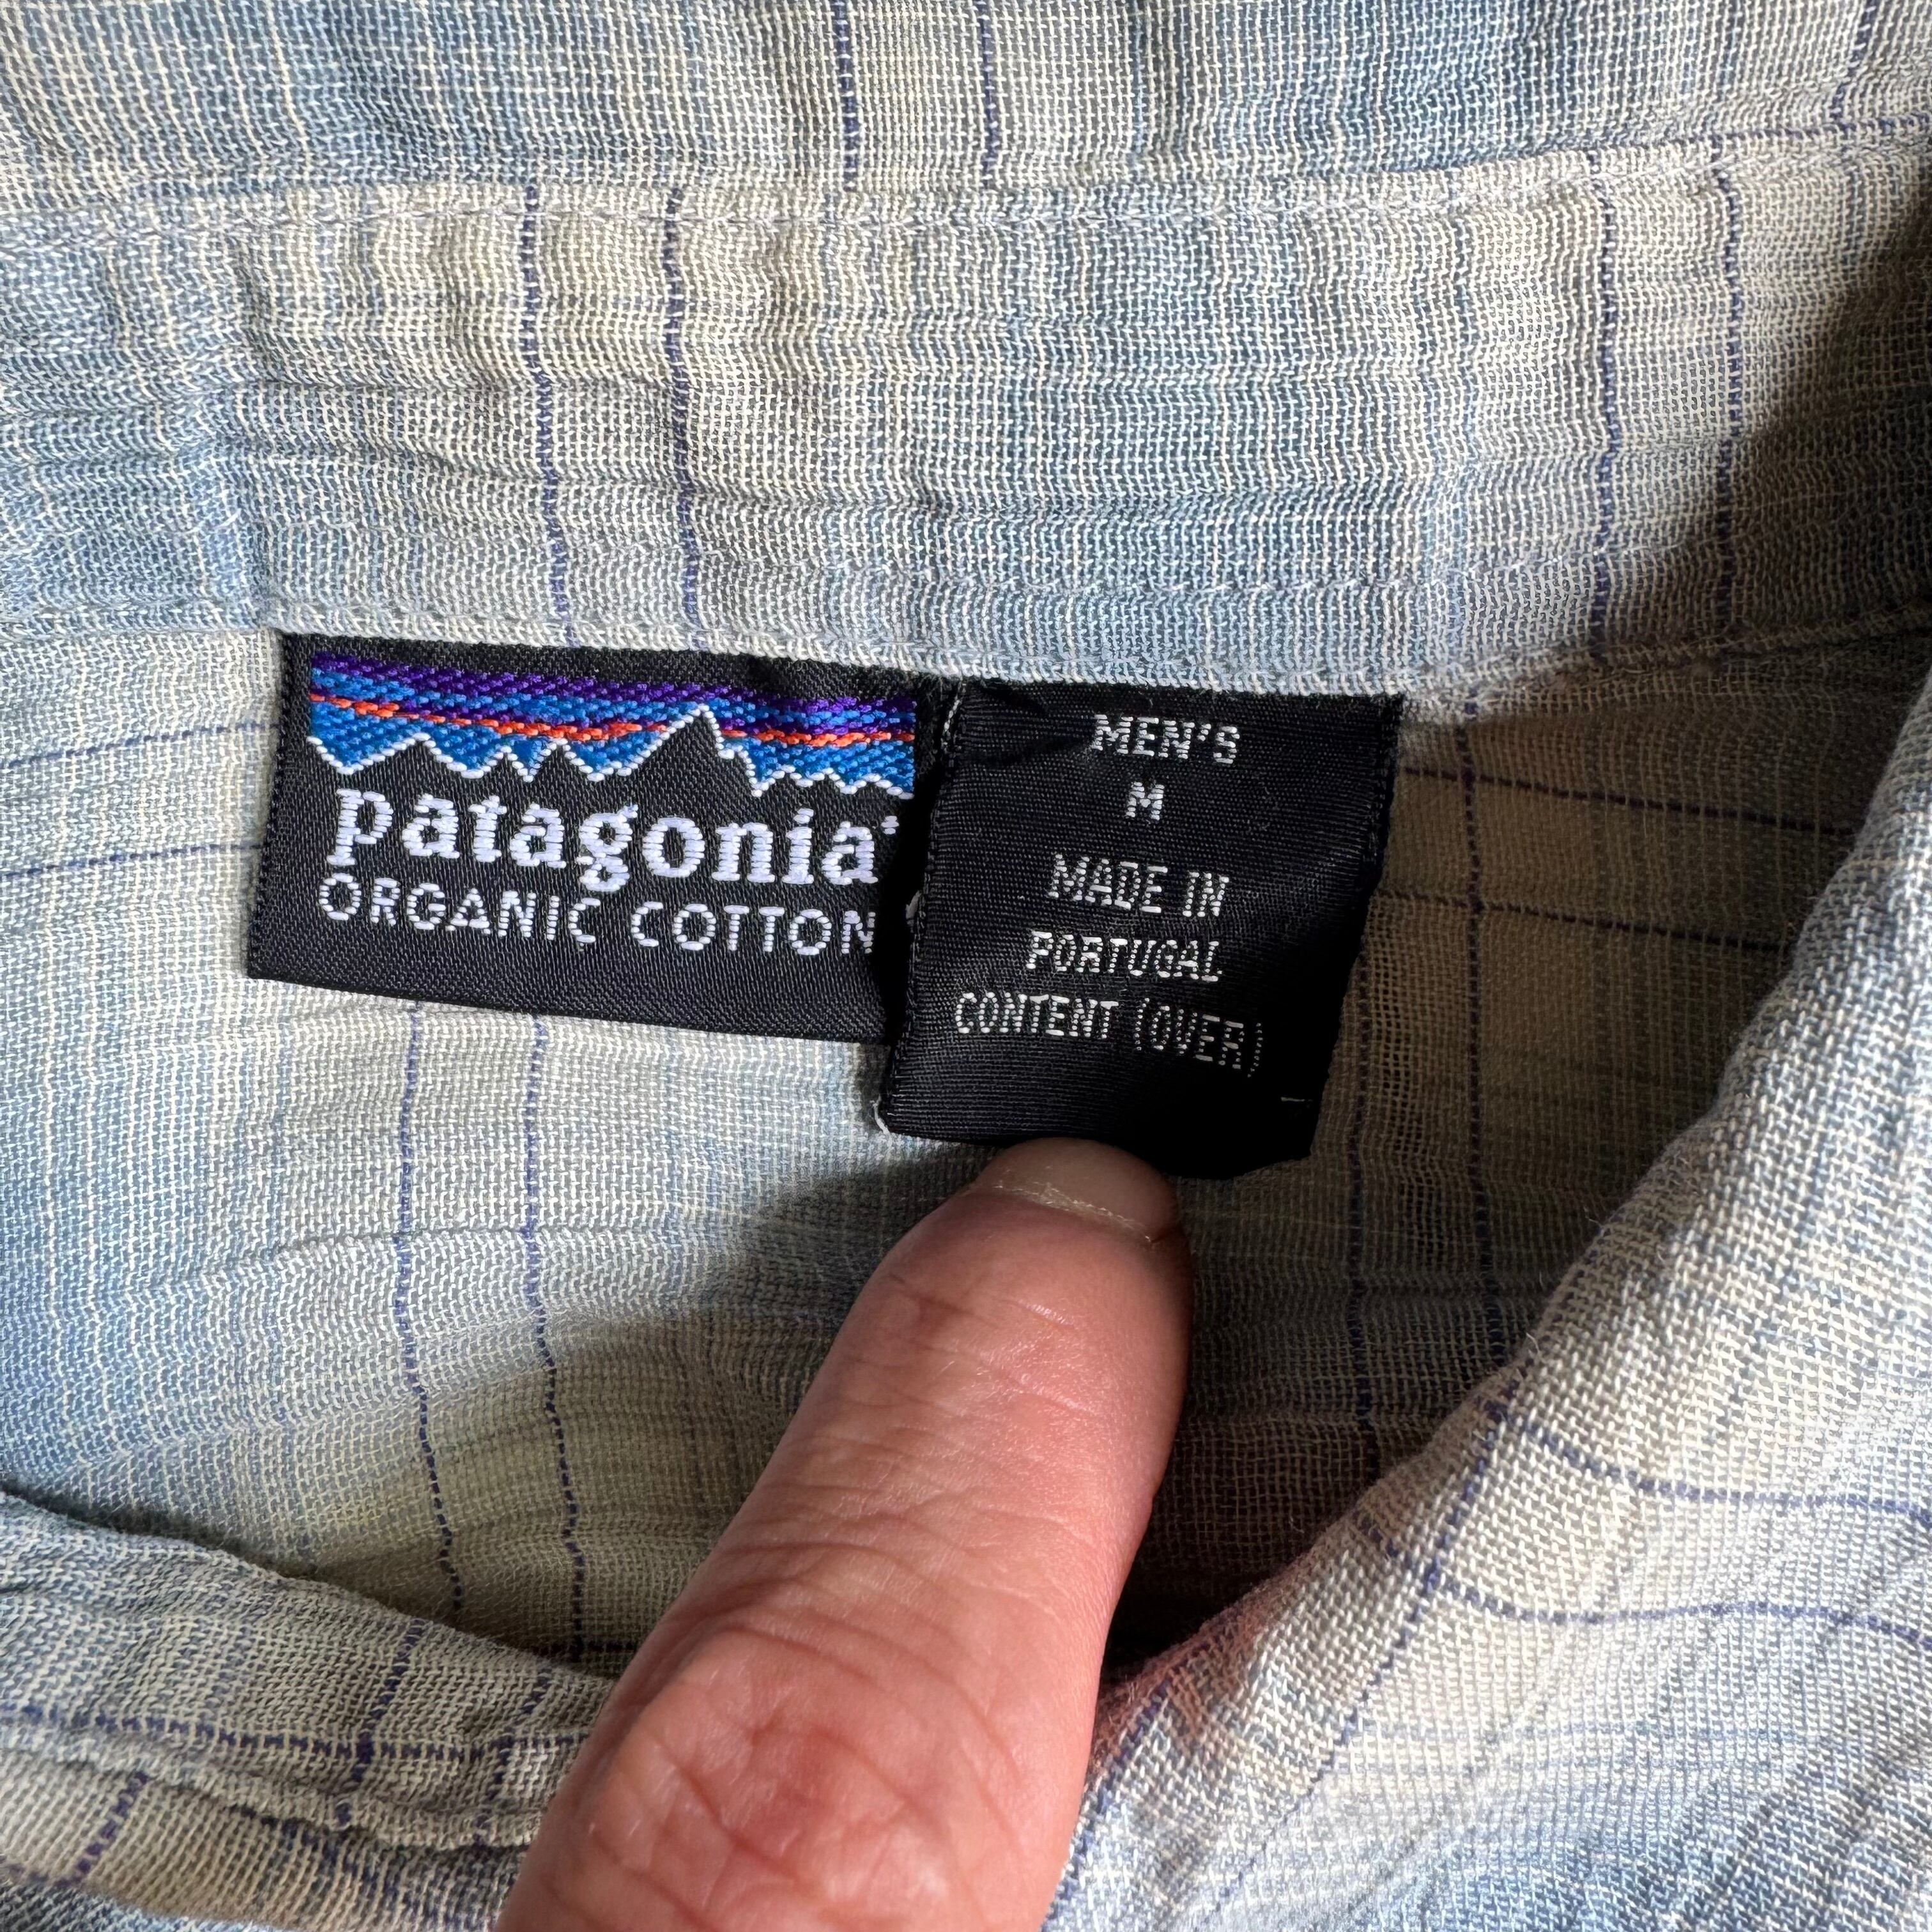 patagonia
ORGANIC COTTON
MEN'S
M
MADE IN
PORTUGAL
CONTENT (OVER)